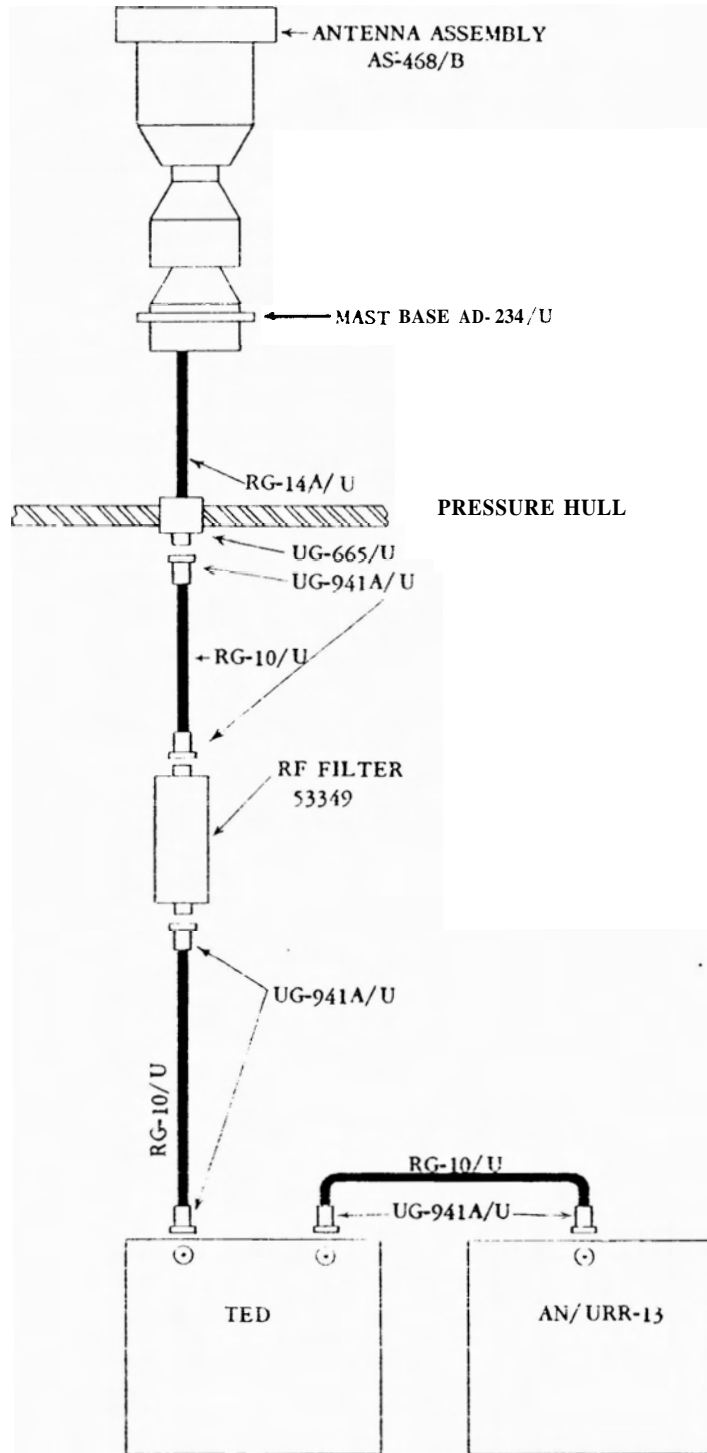 ANTENNA ASSEMBLY
AS-468/B
MAST BASE AD-234/U
RG-14A/U
PRESSURE HULL
UG-665/U
UG-941A/U
RG-10/U
RF FILTER
53349
UG-941A/U
RG-10/U
RG-10/U
UG-941A/U
TED
AN/URR-13